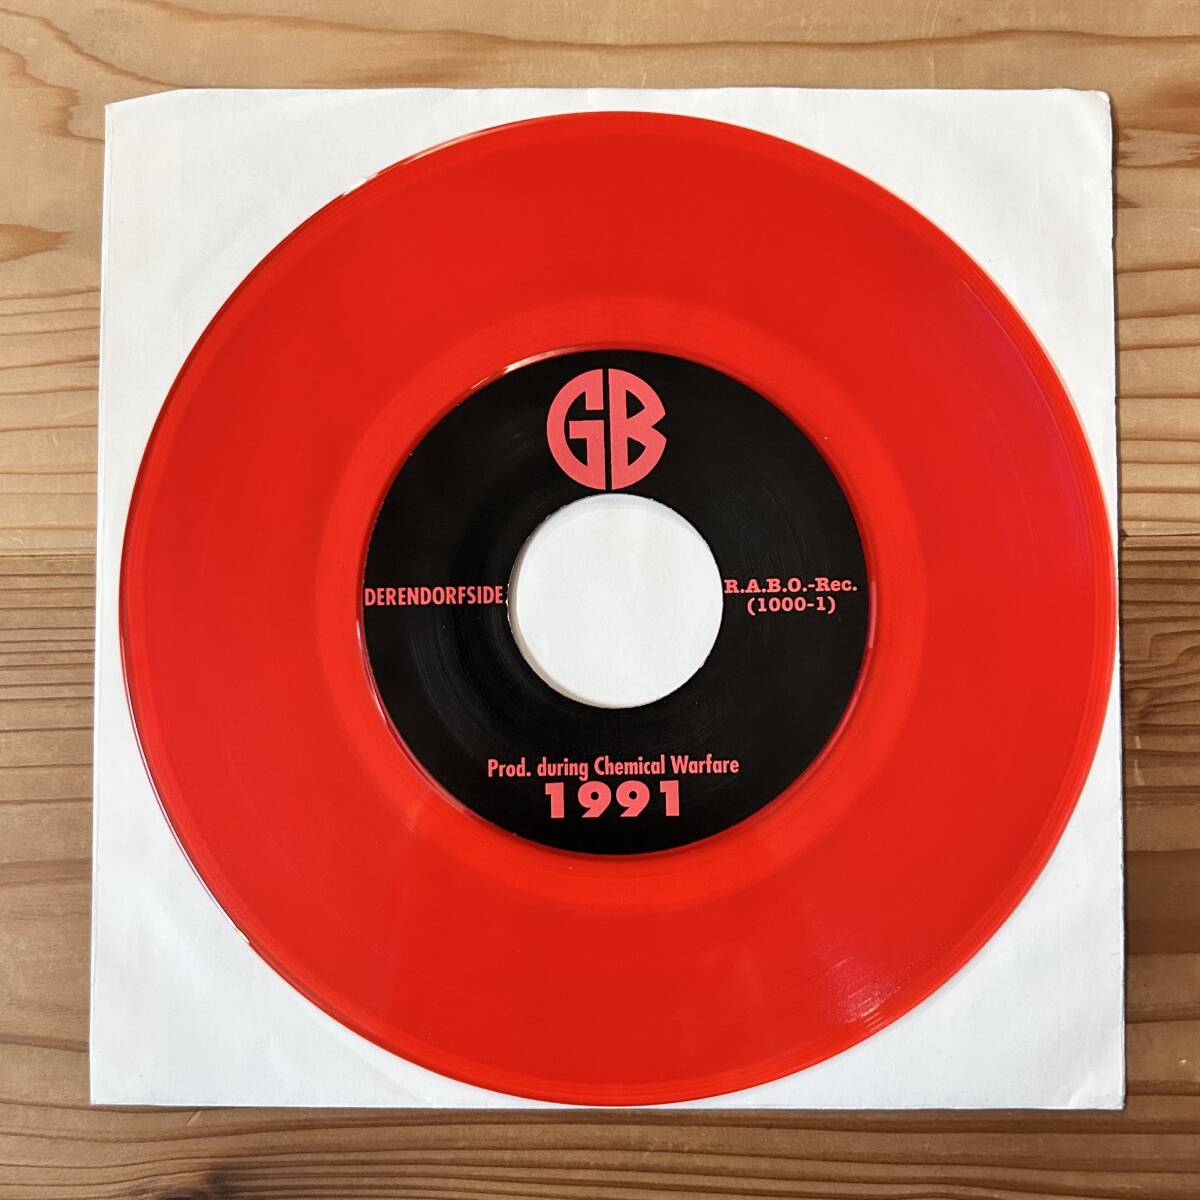 GB
DERENDORFSIDE
R.A.B.O.-Rec.
(1000-1)
Prod. during Chemical Warfare
1991